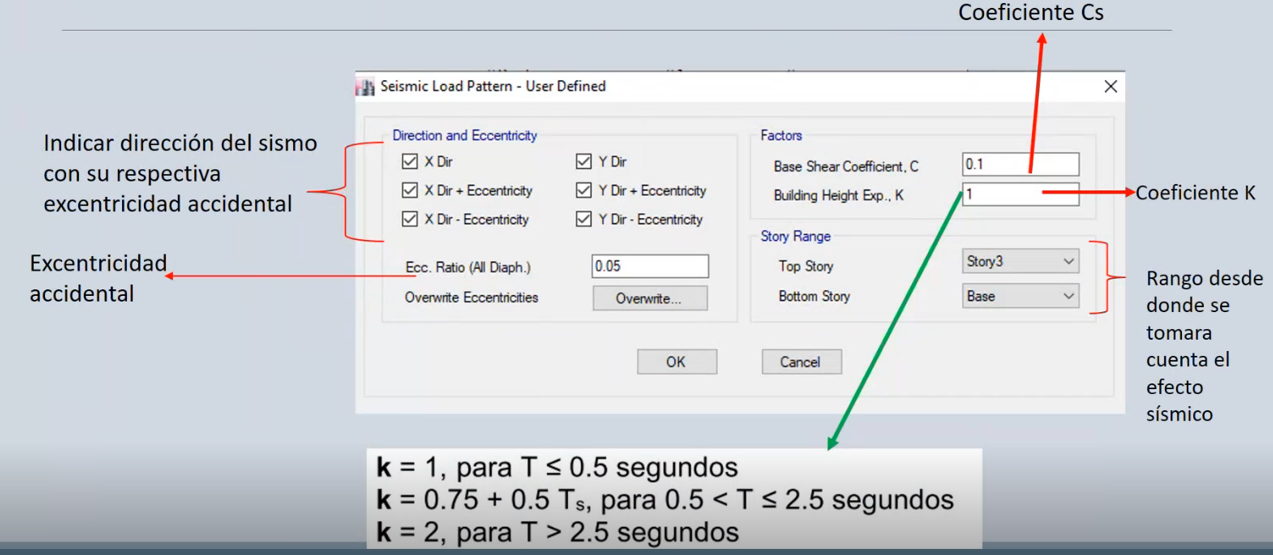 Coeficiente Cs
Seismic Load Pattern - User Defined
Indicar dirección del sismo
con su respectiva
excentricidad accidental
Direction and Eccentricity
X Dir
Y Dir
X Dir + Eccentricity
Y Dir + Eccentricity
X Dir - Eccentricity
Y Dir - Eccentricity
Ecc. Ratio (All Diaph.)
0.05
Overwrite Eccentricities
Overwrite...
Excentricidad
accidental
Factors
Base Shear Coefficient, C
0.1
Building Height Exp., K
1
Coeficiente K
Story Range
Top Story
Story3
Bottom Story
Base
Rango desde
donde se
tomara
cuenta el
efecto
sísmico
OK
Cancel
k = 1, para T ≤ 0.5 segundos
k = 0.75 + 0.5 Ts, para 0.5 < T ≤ 2.5 segundos
k = 2, para T > 2.5 segundos